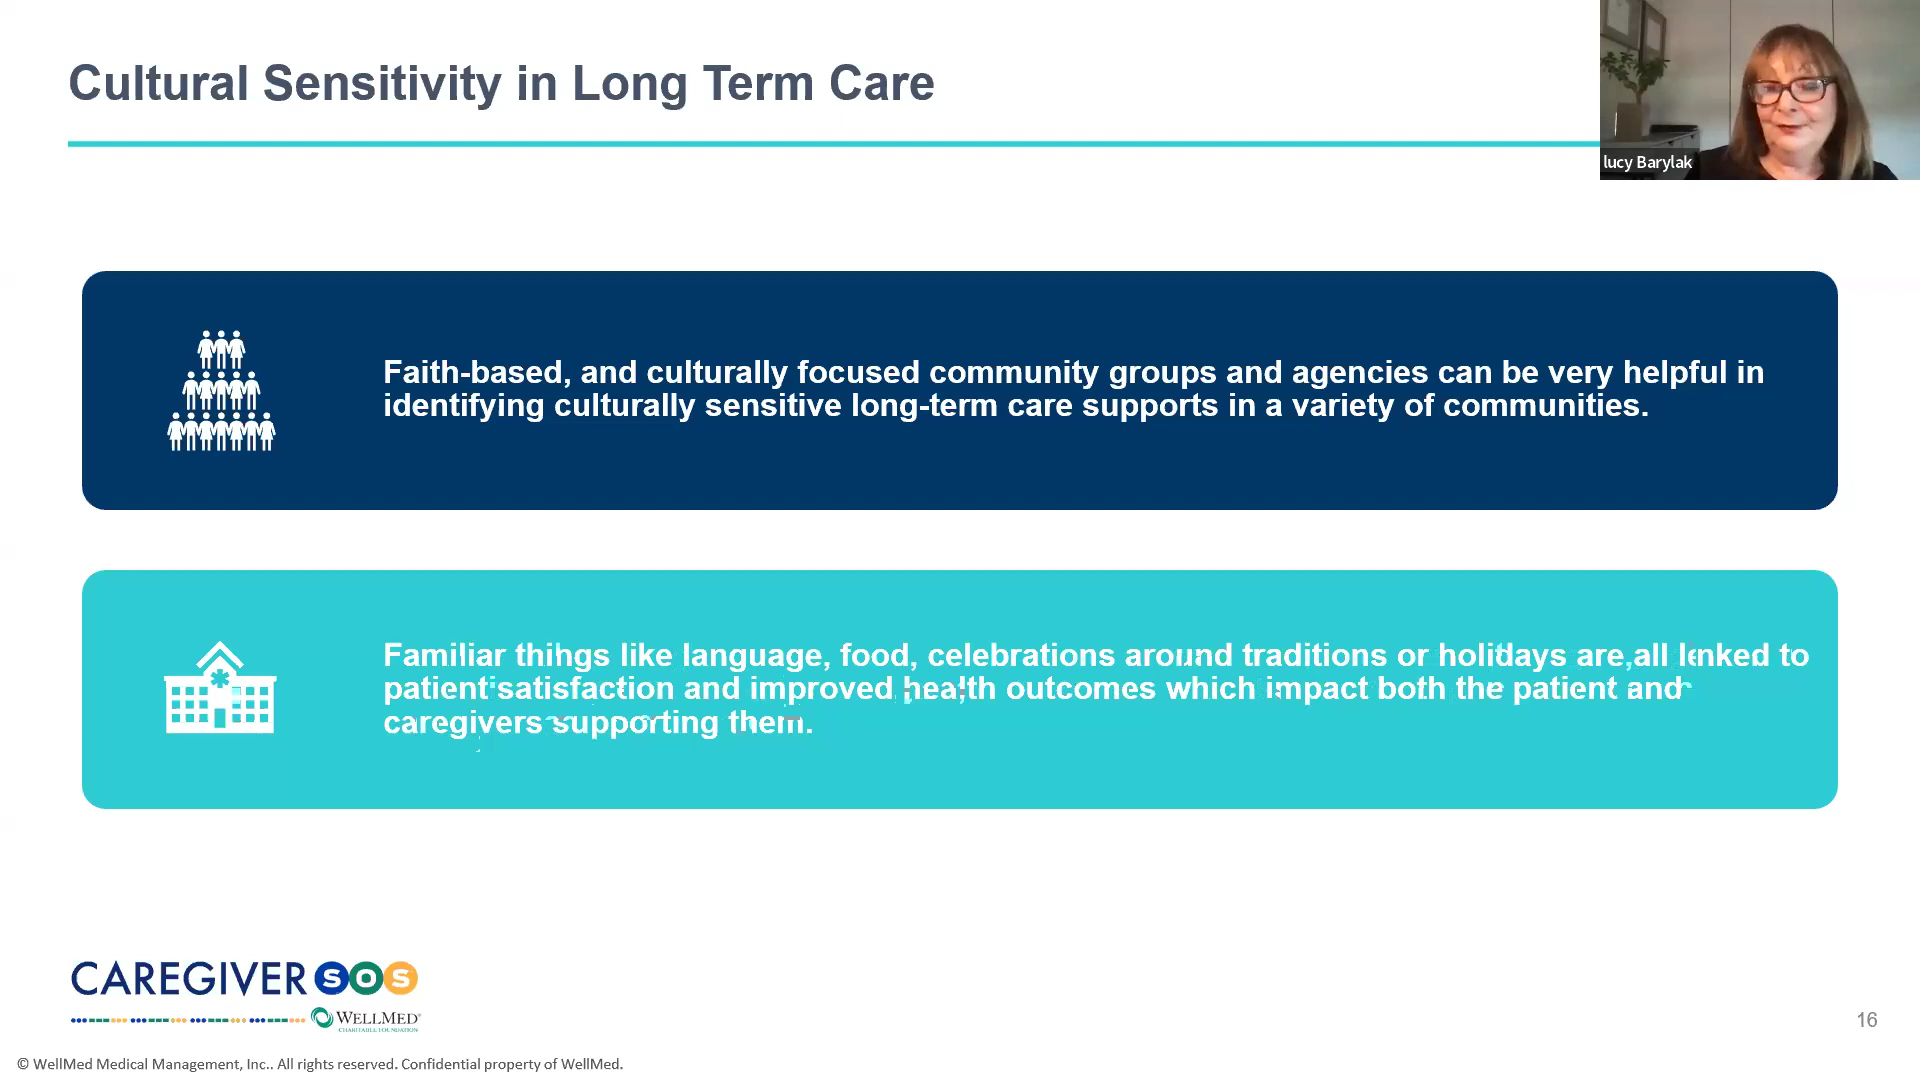 Cultural Sensitivity in Long Term Care
lucy Barylak
Faith-based, and culturally focused community groups and agencies can be very helpful in
identifying culturally sensitive long-term care supports in a variety of communities.
Familiar things like language, food, celebrations around traditions or holidays are all linked to
patient satisfaction and improved health outcomes which impact both the patient and
caregivers supporting them.
CAREGIVER SOS
WELLMED
CHARITABLE FOUNDATION
16
© WellMed Medical Management, Inc.. All rights reserved. Confidential property of WellMed.